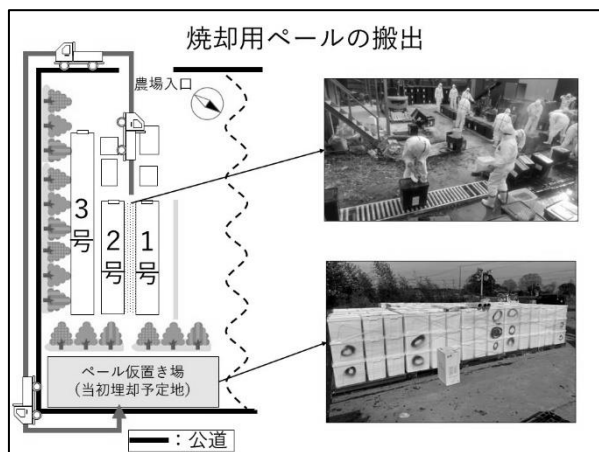 焼却用ペールの搬出
農場入口
3号
2号
1号
ペール仮置き場
(当初埋却予定地)
:公道